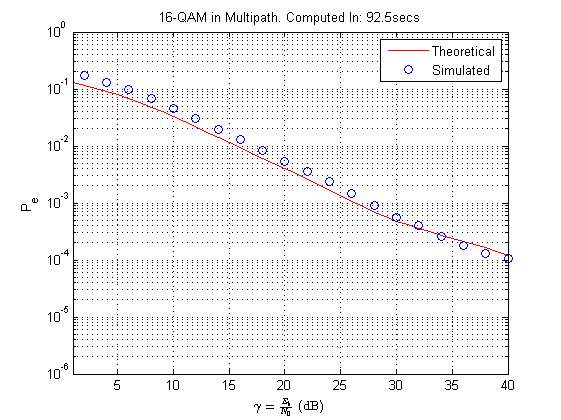 16-QAM in Multipath. Computed In: 92.5secs
Theoretical
Simulated
10^0
10^-1
10^-2
10^-3
10^-4
10^-5
10^-6
P_e
5 10 15 20 25 30 35 40
γ = E_b/N_0 (dB)